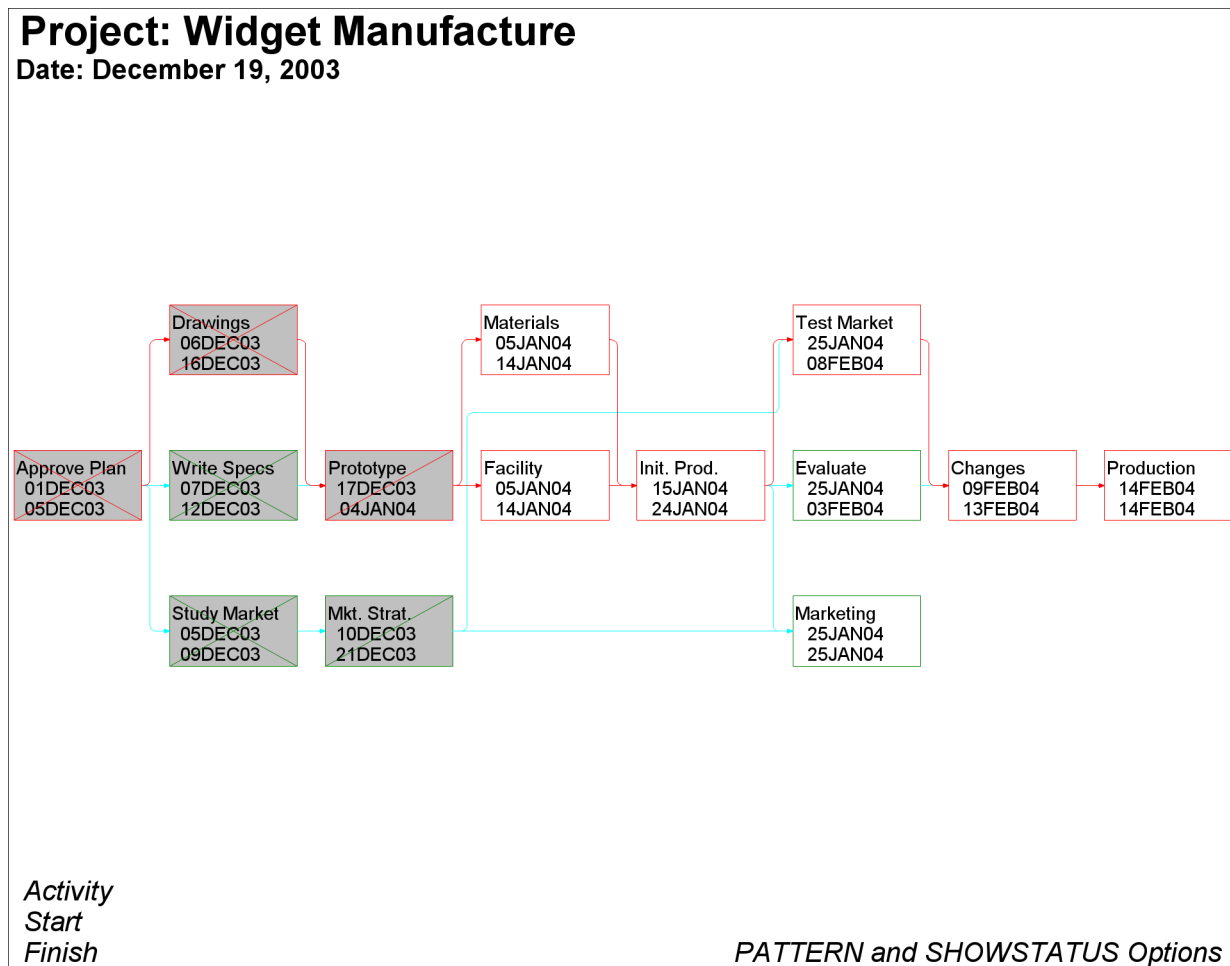 Project: Widget Manufacture
Date: December 19, 2003
Drawings
06DEC03
16DEC03
Materials
05JAN04
14JAN04
Test Market
25JAN04
08FEB04
Approve Plan
01DEC03
05DEC03
Write Specs
07DEC03
12DEC03
Prototype
17DEC03
04JAN04
Facility
05JAN04
14JAN04
Init. Prod.
15JAN04
24JAN04
Evaluate
25JAN04
03FEB04
Changes
09FEB04
13FEB04
Production
14FEB04
14FEB04
Study Market
05DEC03
09DEC03
Mkt. Strat.
10DEC03
21DEC03
Marketing
25JAN04
25JAN04
Activity
Start
Finish
PATTERN and SHOWSTATUS Options